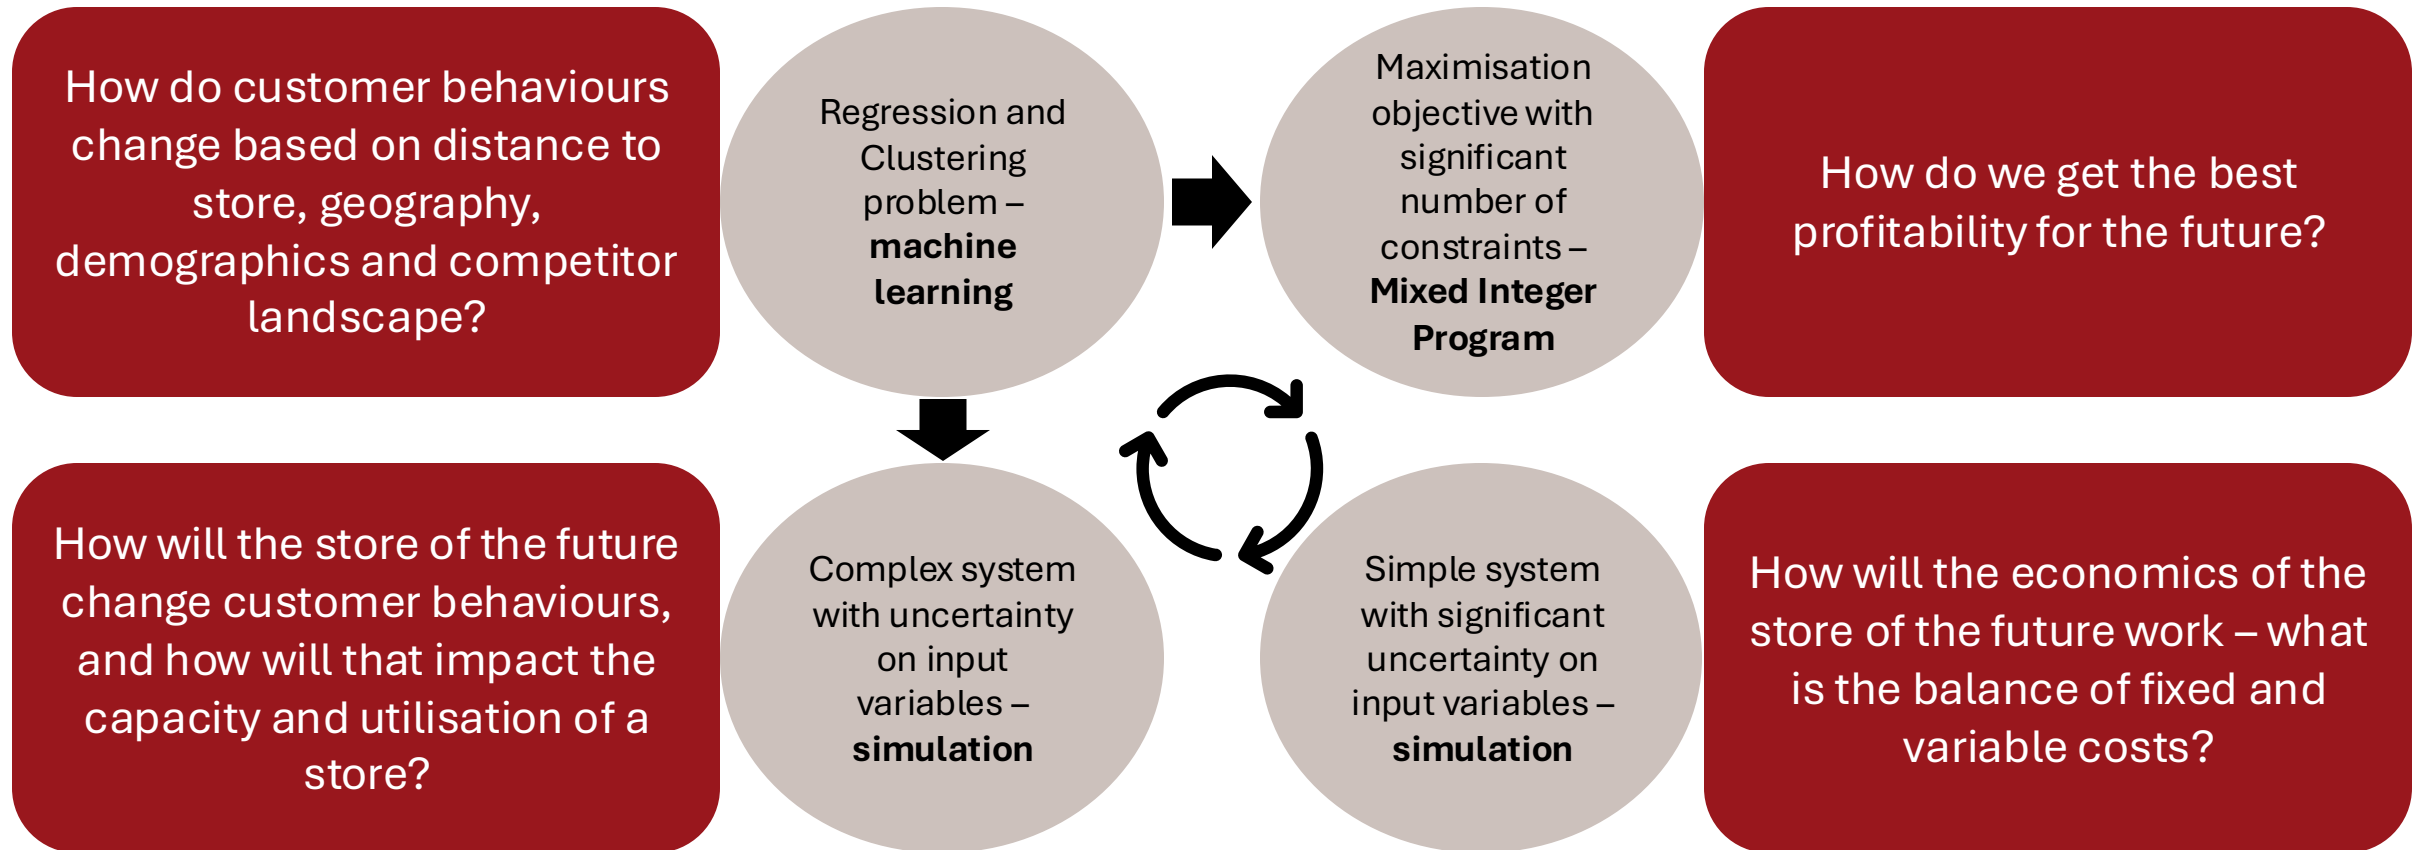 How do customer behaviours
change based on distance to
store, geography,
demographics and competitor
landscape?
Regression and
Clustering
problem –
machine
learning
Maximisation
objective with
significant
number of
constraints –
Mixed Integer
Program
How do we get the best
profitability for the future?
How will the store of the future
change customer behaviours,
and how will that impact the
capacity and utilisation of a
store?
Complex system
with uncertainty
on input
variables –
simulation
Simple system
with significant
uncertainty on
input variables –
simulation
How will the economics of the
store of the future work – what
is the balance of fixed and
variable costs?